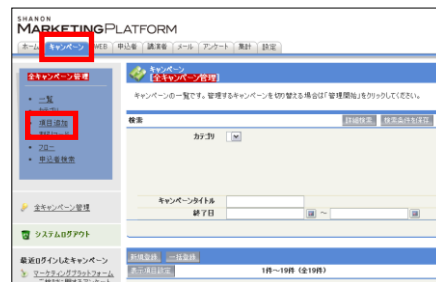 SHANON
MARKETINGPLATFORM
ホーム キャンペーン WEB 申込者 講演者 メール アンケート 集計 設定
全キャンペーン管理
・ 一覧
・ カテゴリ
・ 項目追加
・ フロー
・ 申込者検索
全キャンペーン管理
システムログアウト
最近ログインしたキャンペーン
・ マーケティングプラットフォーム
キャンペーン
[全キャンペーン管理]
キャンペーンの一覧です。管理するキャンペーンを切り替える場合は「管理開始」をクリックしてください。
検索 詳細検索 検索条件を保存
カテゴリ
キャンペーンタイトル
終了日 ～
新規登録 一括登録
表示項目設定 1件～19件 (全19件)